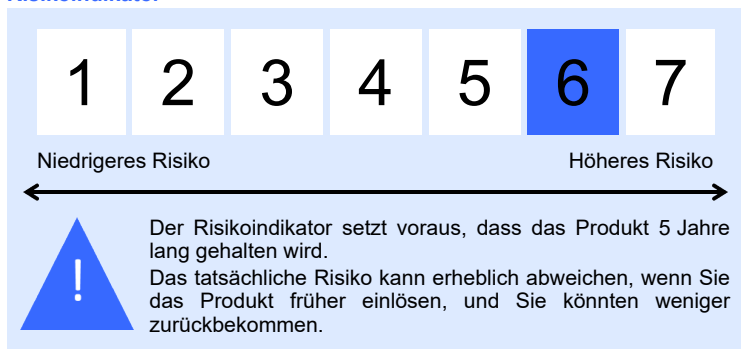 Risikoindikator
1 2 3 4 5 6 7
Niedrigeres Risiko Höheres Risiko
!
Der Risikoindikator setzt voraus, dass das Produkt 5 Jahre
lang gehalten wird.
Das tatsächliche Risiko kann erheblich abweichen, wenn Sie
das Produkt früher einlösen, und Sie könnten weniger
zurückbekommen.